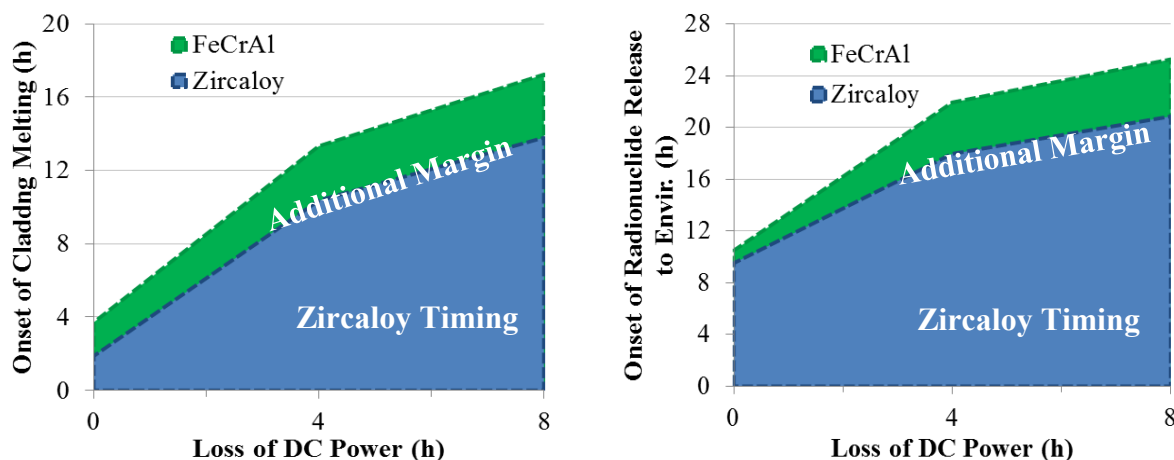 Onset of Claddng Melting (h)
20
16
12
8
4
0
FeCrAl
Zircaloy
Additional Margin
Zircaloy Timing
0
4
8
Loss of DC Power (h)
Onset of Radionuclide Release
to Envir. (h)
28
24
20
16
12
8
4
0
FeCrAl
Zircaloy
Additional Margin
Zircaloy Timing
0
4
8
Loss of DC Power (h)